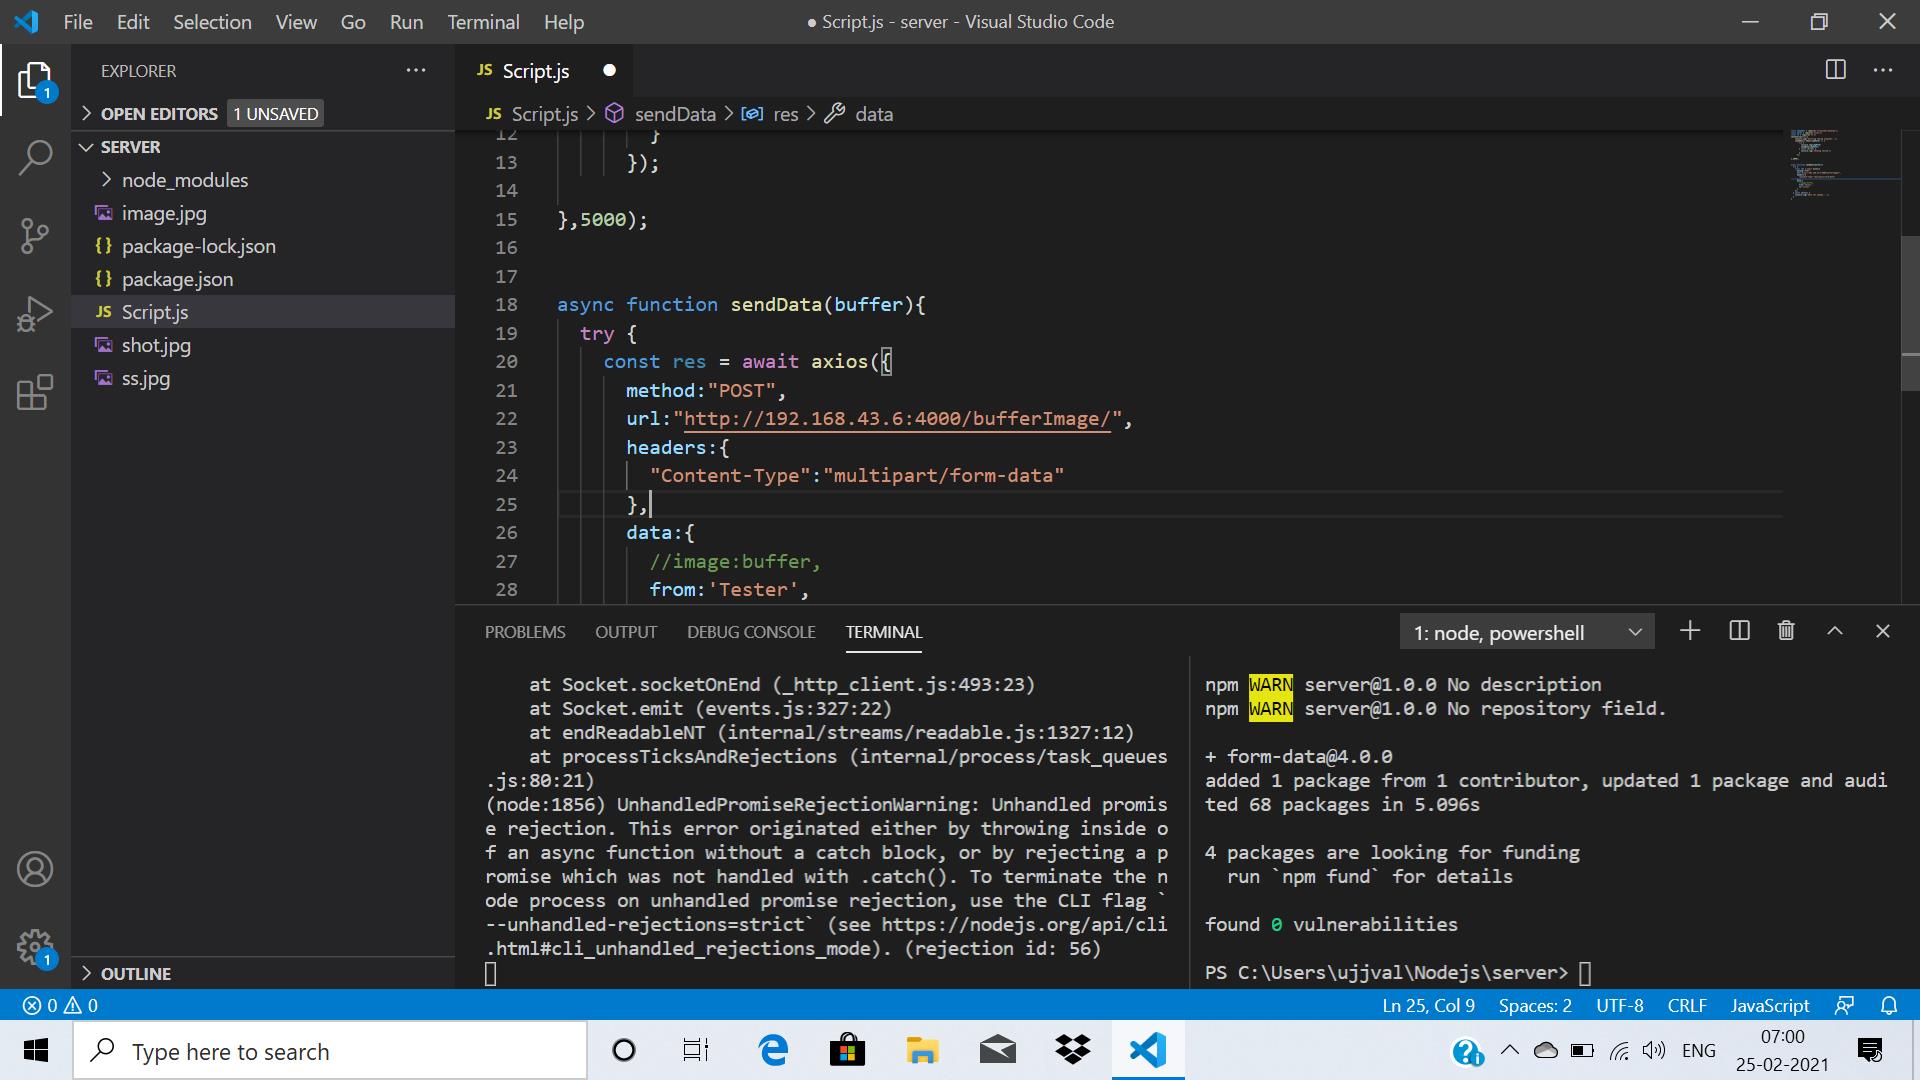 File Edit Selection View Go Run Terminal Help
● Script.js - server - Visual Studio Code
1
EXPLORER
OPEN EDITORS 1 UNSAVED
SERVER
node_modules
image.jpg
{} package-lock.json
{} package.json
JS Script.js
shot.jpg
ss.jpg
OUTLINE
1
JS Script.js
JS Script.js > sendData > res > data
12 }
13 });
14
15 },5000);
16
17
18 async function sendData(buffer){
19 try {
20 const res = await axios({
21 method:"POST",
22 url:"http://192.168.43.6:4000/bufferImage/",
23 headers:{
24 "Content-Type":"multipart/form-data"
25 },
26 data:{
27 //image:buffer,
28 from:'Tester',
PROBLEMS OUTPUT DEBUG CONSOLE TERMINAL
1: node, powershell
at Socket.socketOnEnd (_http_client.js:493:23)
at Socket.emit (events.js:327:22)
at endReadableNT (internal/streams/readable.js:1327:12)
at processTicksAndRejections (internal/process/task_queues
.js:80:21)
(node:1856) UnhandledPromiseRejectionWarning: Unhandled promis
e rejection. This error originated either by throwing inside o
f an async function without a catch block, or by rejecting a p
romise which was not handled with .catch(). To terminate the n
ode process on unhandled promise rejection, use the CLI flag `
--unhandled-rejections=strict` (see https://nodejs.org/api/cli
.html#cli_unhandled_rejections_mode). (rejection id: 56)
npm WARN server@1.0.0 No description
npm WARN server@1.0.0 No repository field.
+ form-data@4.0.0
added 1 package from 1 contributor, updated 1 package and audi
ted 68 packages in 5.096s
4 packages are looking for funding
run `npm fund` for details
found 0 vulnerabilities
PS C:\Users\ujjval\Nodejs\server>
0 0
Ln 25, Col 9 Spaces: 2 UTF-8 CRLF JavaScript
Type here to search
ENG
07:00
25-02-2021